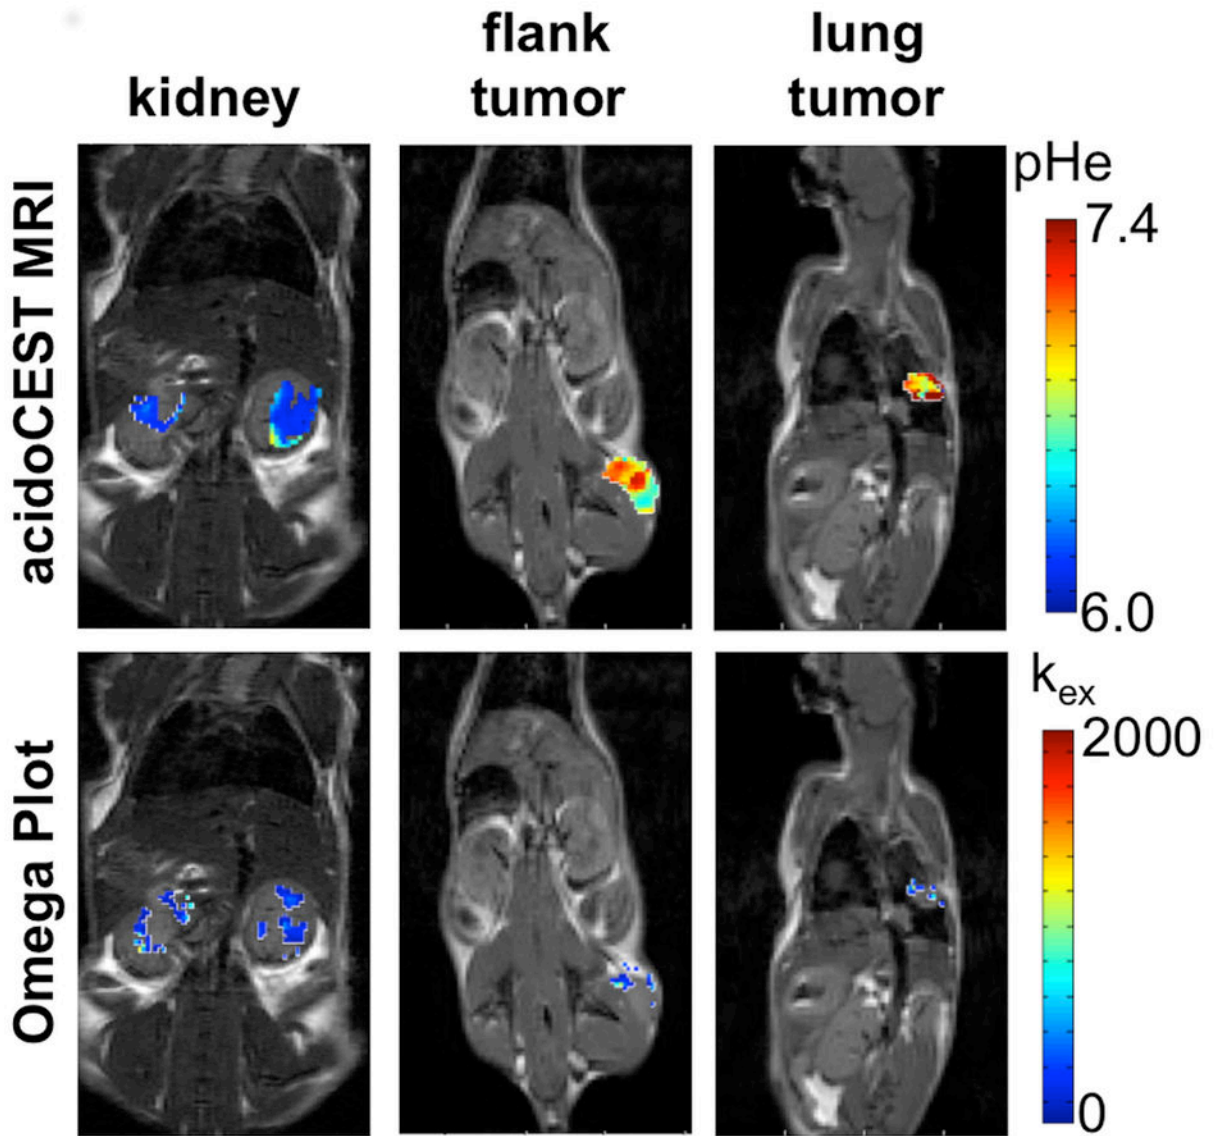 kidney
flank
tumor
lung
tumor
acidoCEST MRI
pHe
7.4
6.0
Omega Plot
kex
2000
0